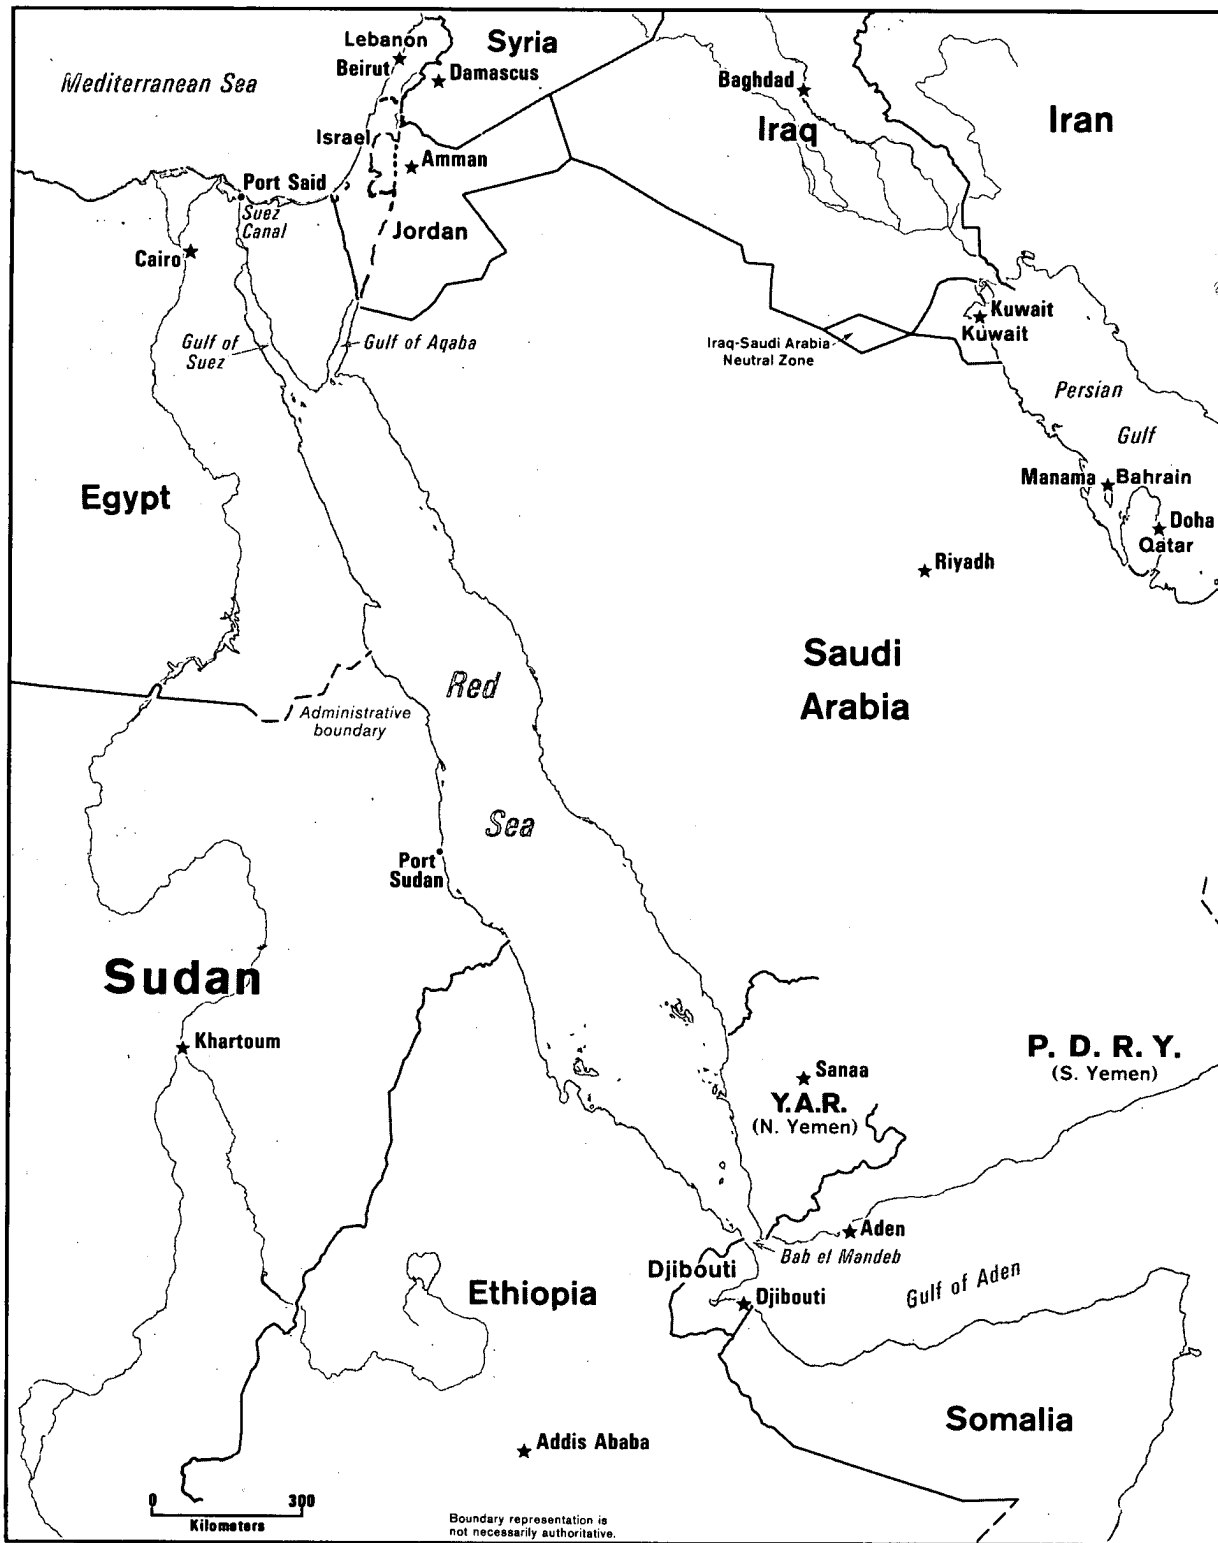 Lebanon
Syria
Beirut
Damascus
Baghdad
Mediterranean Sea
Iraq
Iran
Israel
Amman
Port Said
Suez
Canal
Jordan
Cairo
Kuwait
Kuwait
Gulf of
Suez
Gulf of Aqaba
Iraq-Saudi Arabia
Neutral Zone
Persian
Gulf
Egypt
Manama
Bahrain
Doha
Qatar
Riyadh
Saudi
Arabia
Red
Sea
Administrative
boundary
Port
Sudan
Sudan
Khartoum
Sanaa
Y.A.R.
(N. Yemen)
P. D. R. Y.
(S. Yemen)
Aden
Bab el Mandeb
Djibouti
Djibouti
Gulf of Aden
Ethiopia
Somalia
Addis Ababa
0 300
Kilometers
Boundary representation is
not necessarily authoritative.